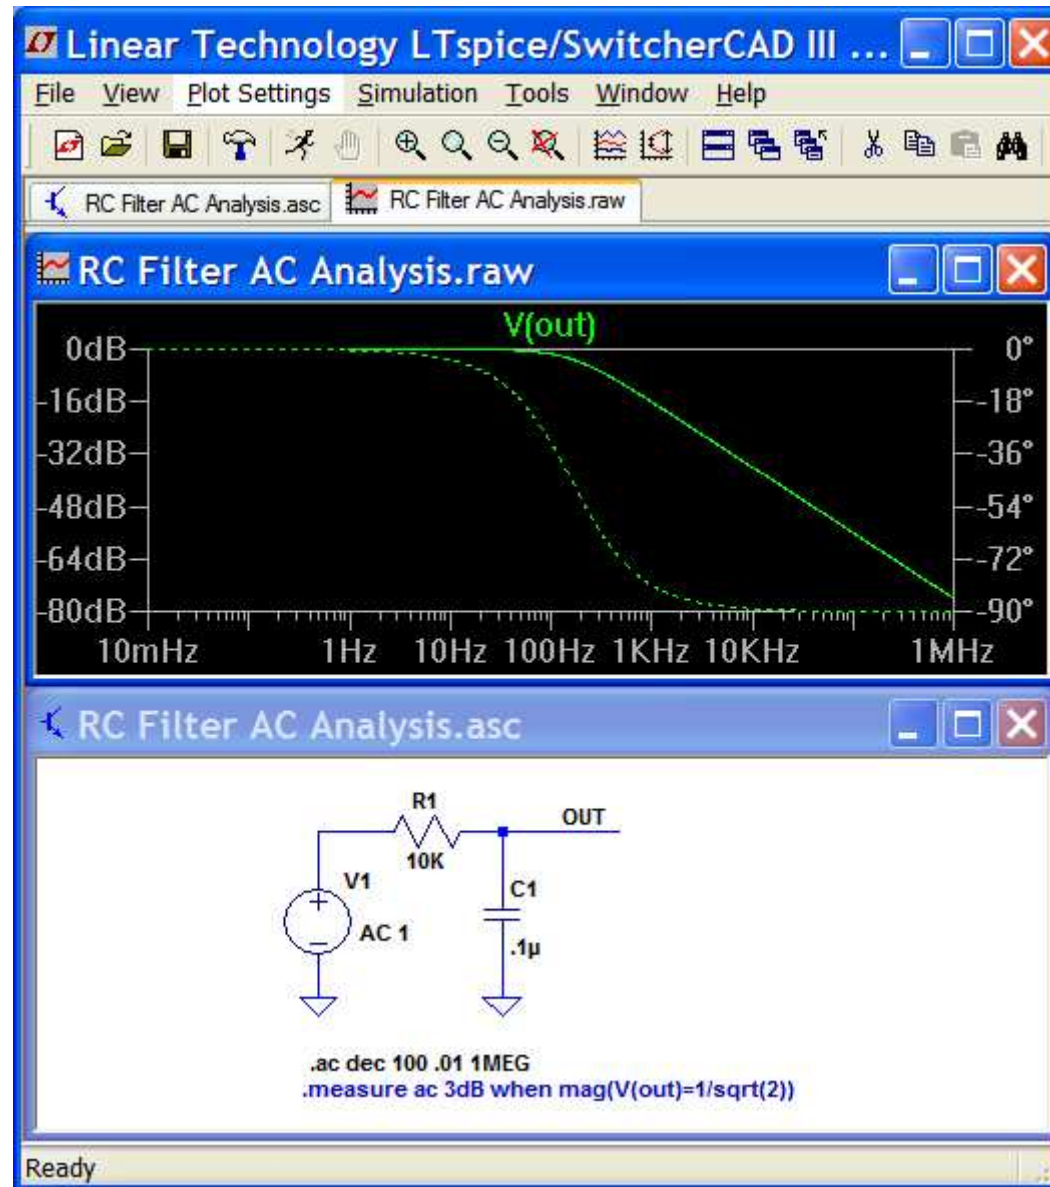 Linear Technology LTspice/SwitcherCAD III ...
File View Plot Settings Simulation Tools Window Help
RC Filter AC Analysis.asc RC Filter AC Analysis.raw
RC Filter AC Analysis.raw
V(out)
0dB 0°
-16dB -18°
-32dB -36°
-48dB -54°
-64dB -72°
-80dB -90°
10mHz 1Hz 10Hz 100Hz 1KHz 10KHz 1MHz
RC Filter AC Analysis.asc
R1
OUT
10K
V1
C1
AC 1
.1µ
.ac dec 100 .01 1MEG
.measure ac 3dB when mag(V(out)=1/sqrt(2))
Ready